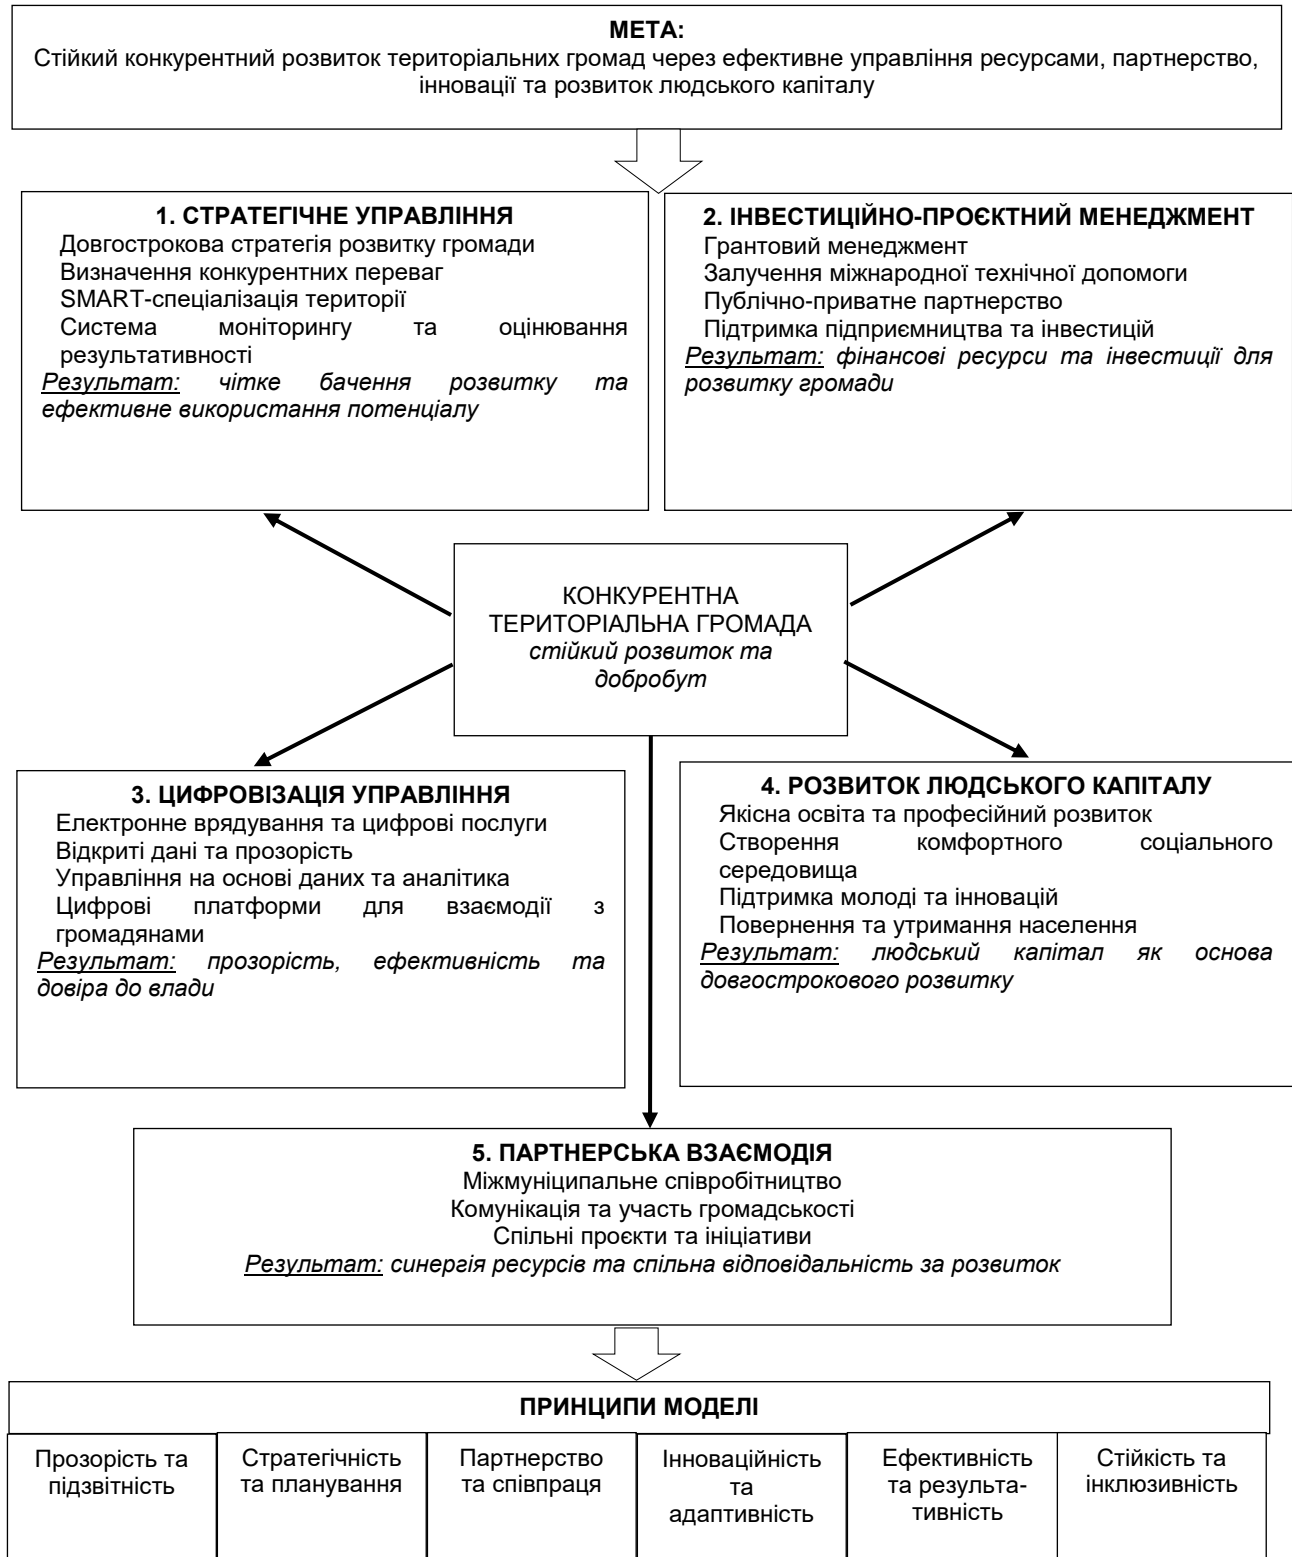 МЕТА:
Стійкий конкурентний розвиток територіальних громад через ефективне управління ресурсами, партнерство,
інновації та розвиток людського капіталу
1. СТРАТЕГІЧНЕ УПРАВЛІННЯ
Довгострокова стратегія розвитку громади
Визначення конкурентних переваг
SMART-спеціалізація території
Система моніторингу та оцінювання
результативності
Результат: чітке бачення розвитку та
ефективне використання потенціалу
2. ІНВЕСТИЦІЙНО-ПРОЄКТНИЙ МЕНЕДЖМЕНТ
Грантовий менеджмент
Залучення міжнародної технічної допомоги
Публічно-приватне партнерство
Підтримка підприємництва та інвестицій
Результат: фінансові ресурси та інвестиції для
розвитку громади
КОНКУРЕНТНА
ТЕРИТОРІАЛЬНА ГРОМАДА
стійкий розвиток та
добробут
3. ЦИФРОВІЗАЦІЯ УПРАВЛІННЯ
Електронне врядування та цифрові послуги
Відкриті дані та прозорість
Управління на основі даних та аналітика
Цифрові платформи для взаємодії з
громадянами
Результат: прозорість, ефективність та
довіра до влади
4. РОЗВИТОК ЛЮДСЬКОГО КАПІТАЛУ
Якісна освіта та професійний розвиток
Створення комфортного соціального
середовища
Підтримка молоді та інновацій
Повернення та утримання населення
Результат: людський капітал як основа
довгострокового розвитку
5. ПАРТНЕРСЬКА ВЗАЄМОДІЯ
Міжмуніципальне співробітництво
Комунікація та участь громадськості
Спільні проєкти та ініціативи
Результат: синергія ресурсів та спільна відповідальність за розвиток
ПРИНЦИПИ МОДЕЛІ
Прозорість та
підзвітність
Стратегічність
та планування
Партнерство
та співпраця
Інноваційність
та
адаптивність
Ефективність
та результа-
тивність
Стійкість та
інклюзивність